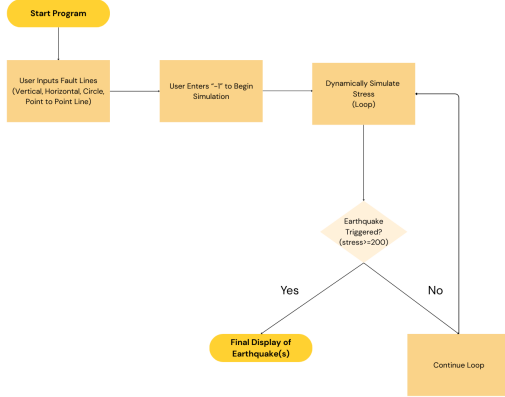 Start Program
User Inputs Fault Lines
(Vertical, Horizontal, Circle,
Point to Point Line)
User Enters “-1” to Begin
Simulation
Dynamically Simulate
Stress
(Loop)
Earthquake
Triggered?
(stress>=200)
Yes
No
Final Display of
Earthquake(s)
Continue Loop